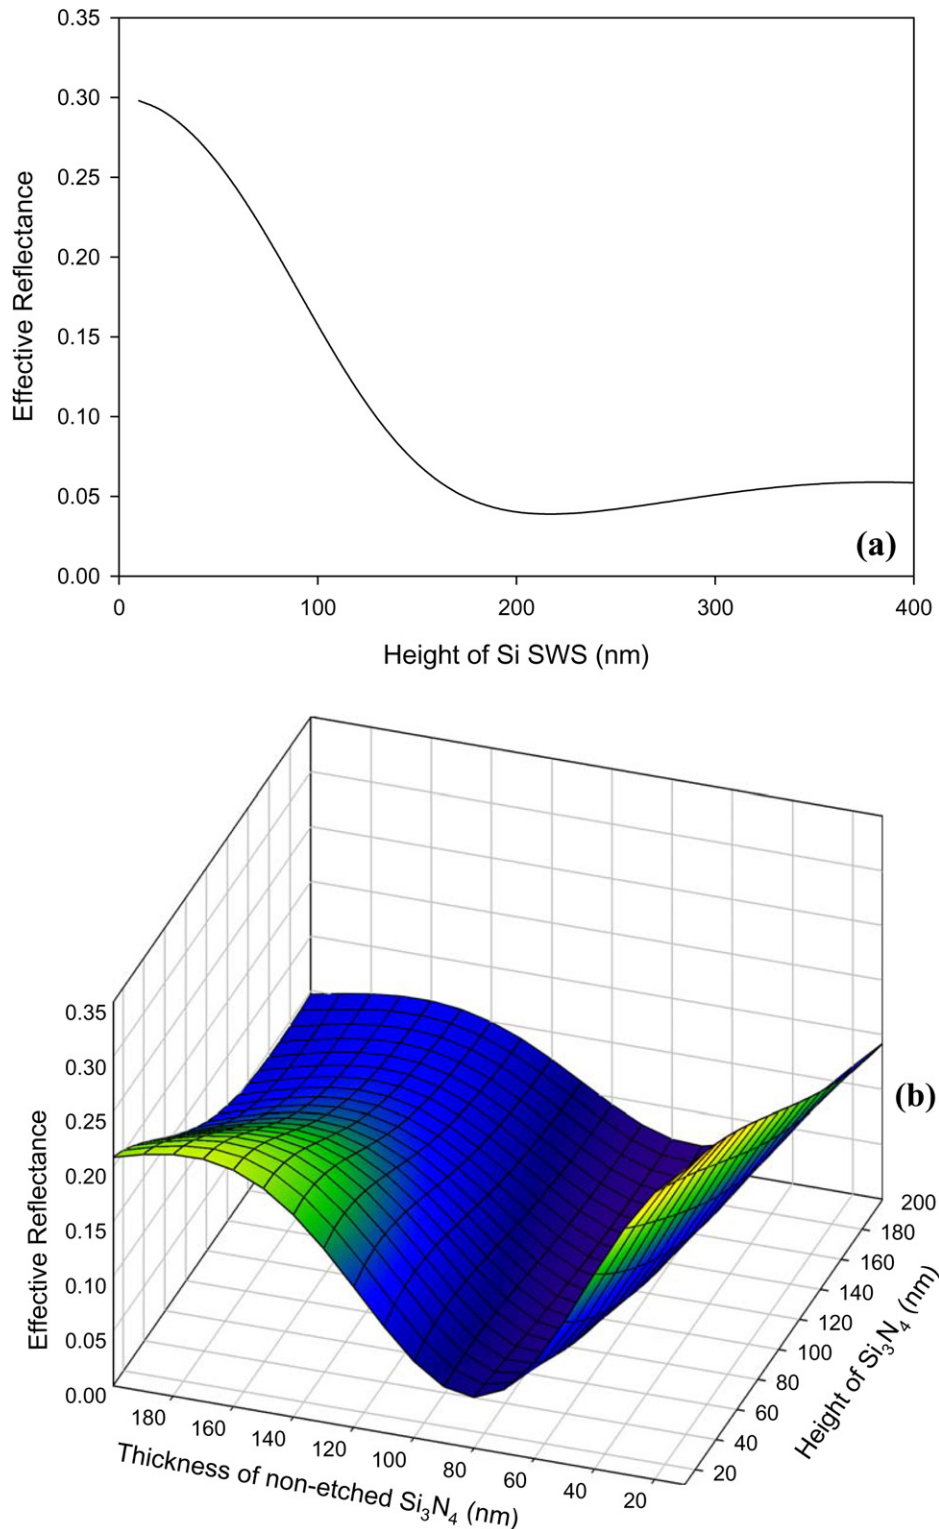 0.35
0.30
0.25
0.20
0.15
0.10
0.05
0.00
Effective Reflectance
(a)
0 100 200 300 400
Height of Si SWS (nm)
0.35
0.30
0.25
0.20
0.15
0.10
0.05
0.00
Effective Reflectance
(b)
200
180
160
140
120
100
80
60
40
20
Height of Si₃N₄ (nm)
180 160 140 120 100 80 60 40 20
Thickness of non-etched Si₃N₄ (nm)